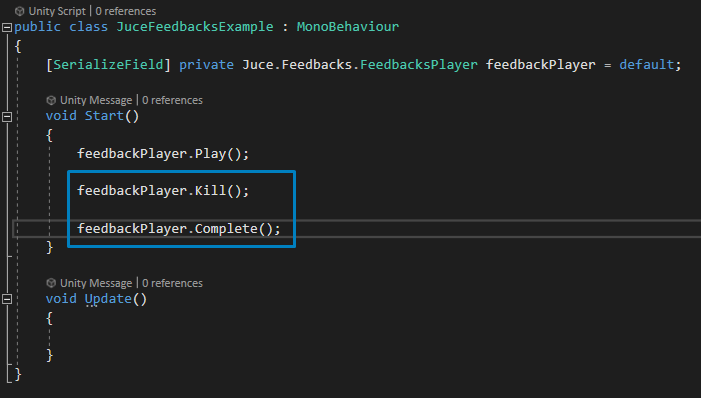 Unity Script | 0 references
public class JuceFeedbacksExample : MonoBehaviour
{
[SerializeField] private Juce.Feedbacks.FeedbacksPlayer feedbackPlayer = default;
Unity Message | 0 references
void Start()
{
feedbackPlayer.Play();
feedbackPlayer.Kill();
feedbackPlayer.Complete();
}
Unity Message | 0 references
void Update()
{
}
}